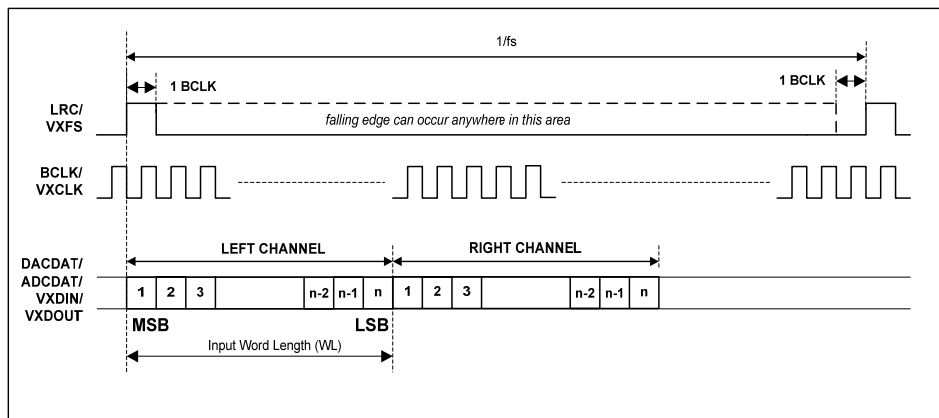 1/fs
1 BCLK
1 BCLK
LRC/
VXFS
falling edge can occur anywhere in this area
BCLK/
VXCLK
LEFT CHANNEL
RIGHT CHANNEL
DACDAT/
ADCDAT/
VXDIN/
VXDOUT
1 2 3 n-2 n-1 n 1 2 3 n-2 n-1 n
MSB LSB
Input Word Length (WL)